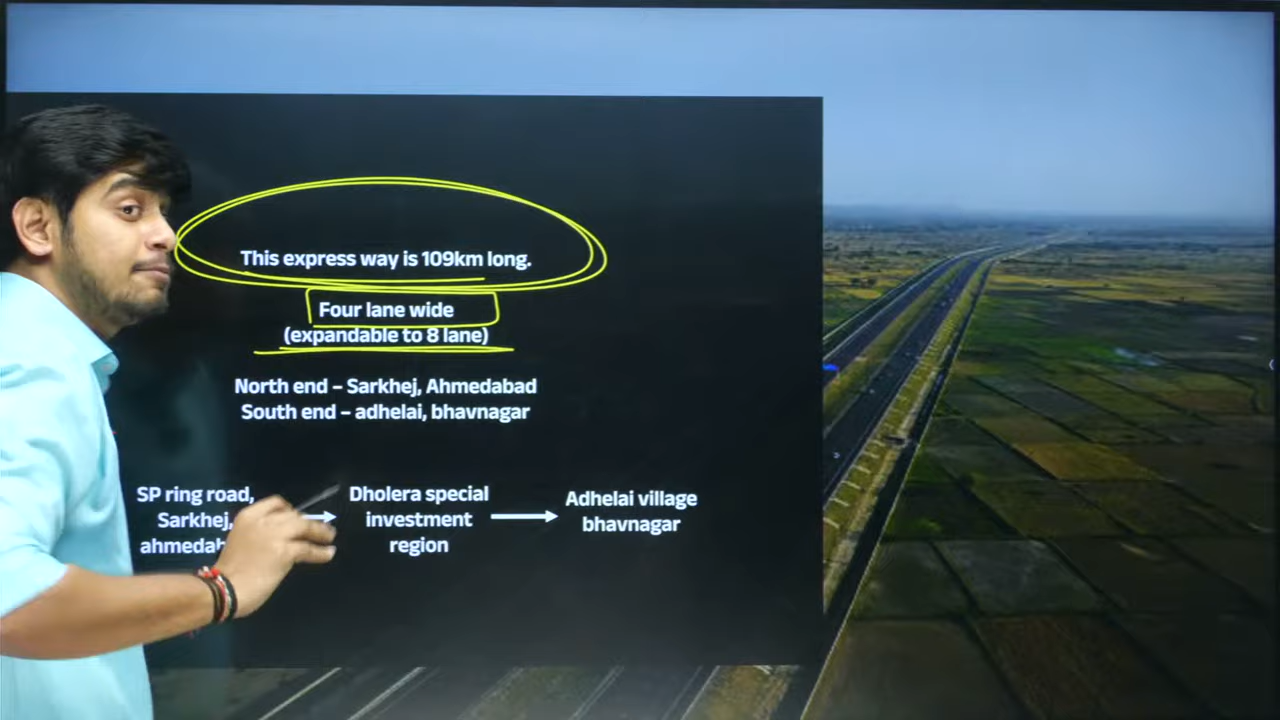 This express way is 109km long.
Four lane wide
(expandable to 8 lane)
North end – Sarkhej, Ahmedabad
South end – adhelai, bhavnagar
SP ring road,
Sarkhej,
Dholera special
investment
region
Adhelai village
bhavnagar